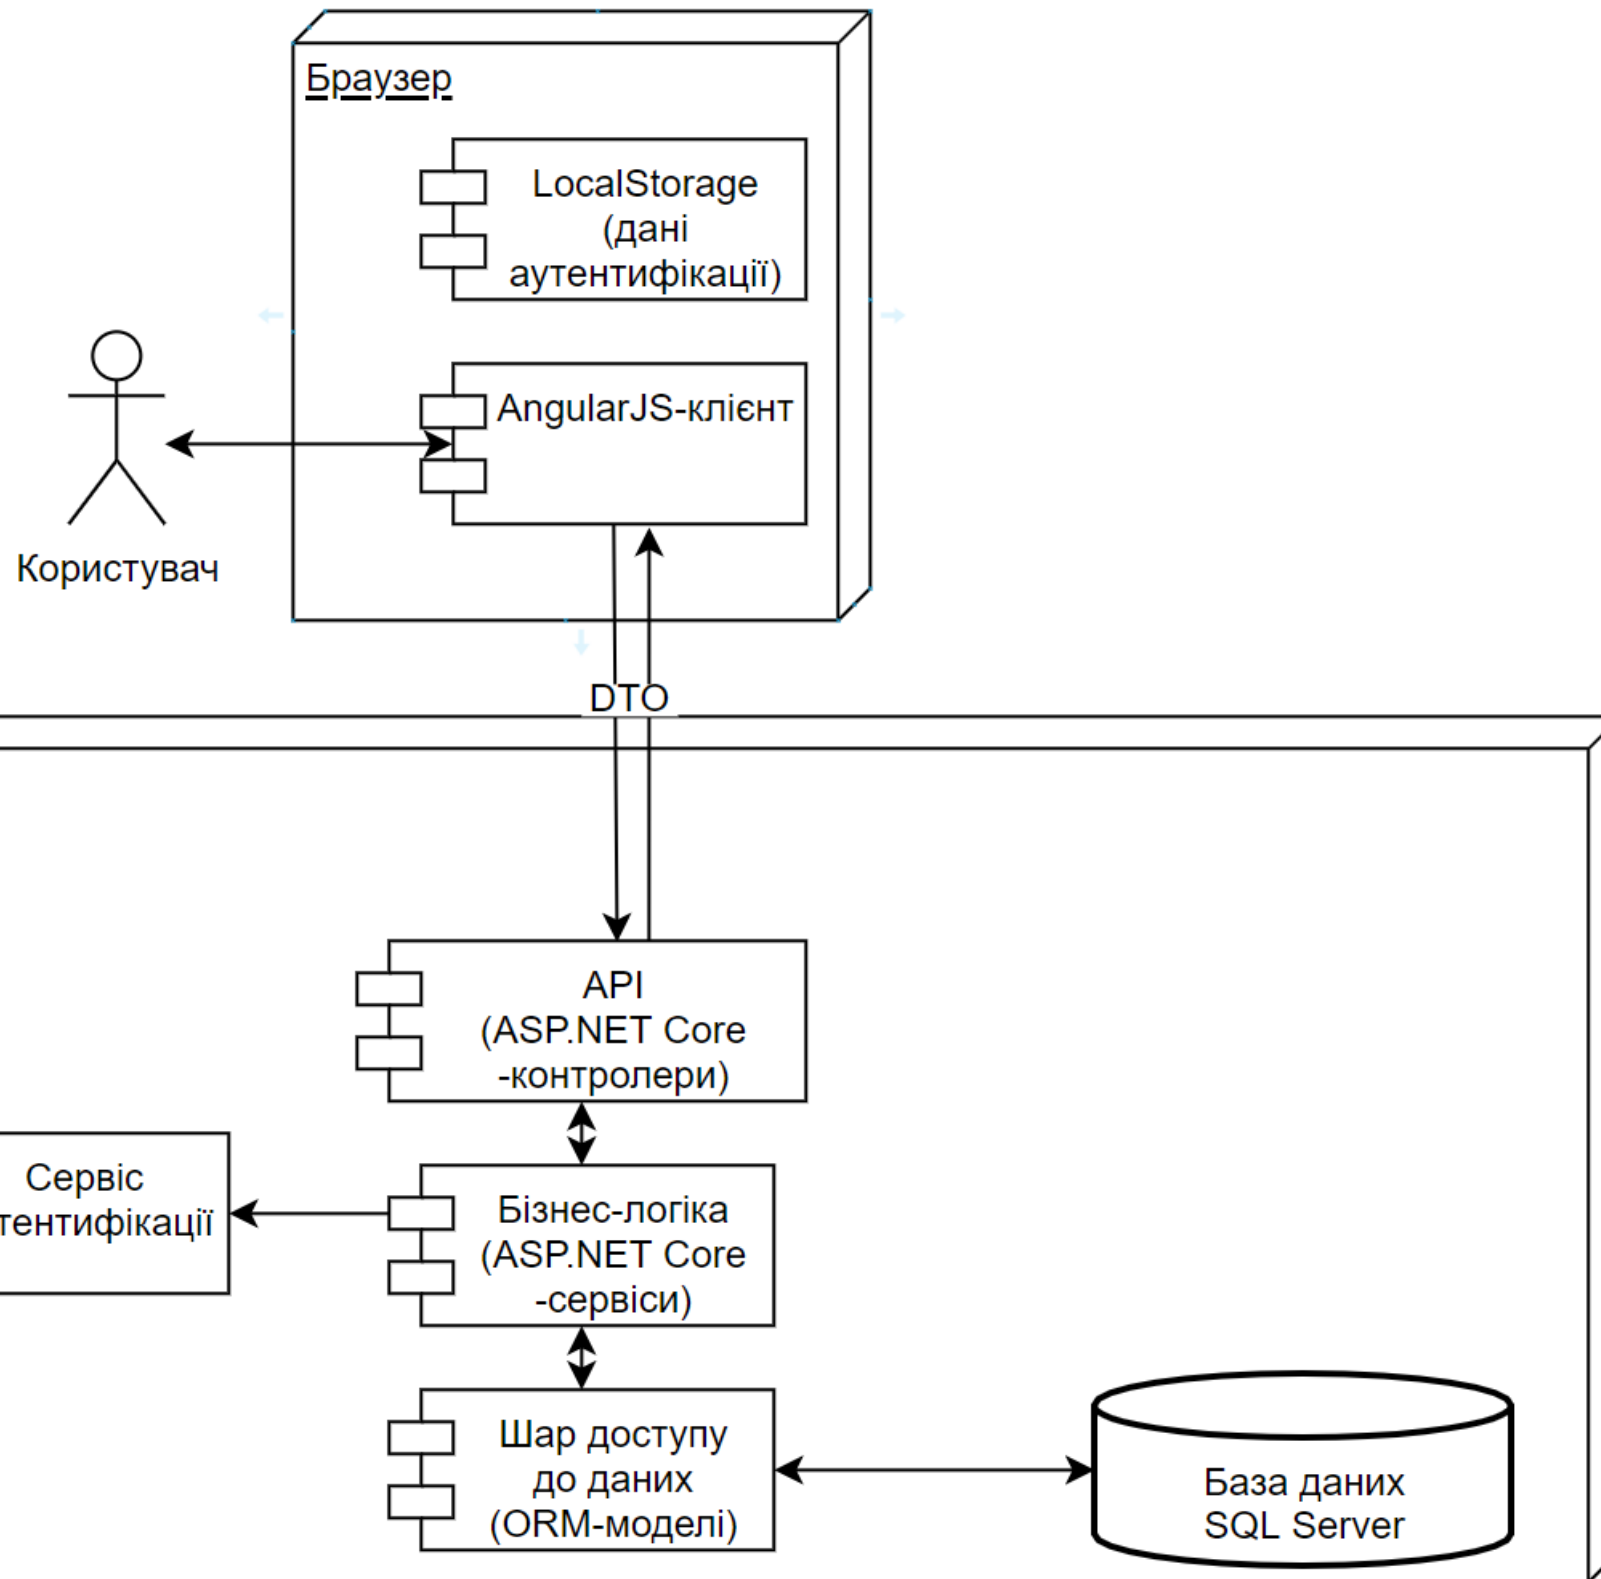 Браузер
LocalStorage
(дані
аутентифікації)
AngularJS-клієнт
Користувач
DTO
API
(ASP.NET Core
-контролери)
Сервіс
тентифікації
Бізнес-логіка
(ASP.NET Core
-сервіси)
Шар доступу
до даних
(ORM-моделі)
База даних
SQL Server